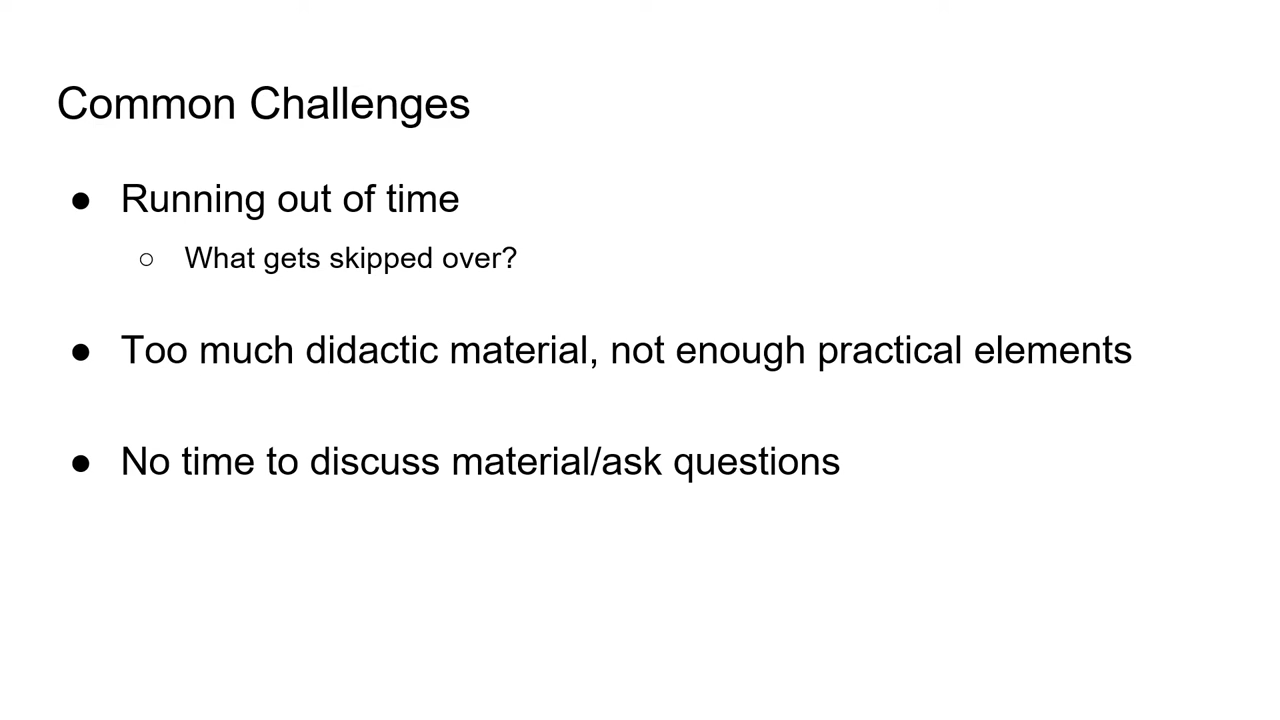 Common Challenges
● Running out of time
○ What gets skipped over?
● Too much didactic material, not enough practical elements
● No time to discuss material/ask questions